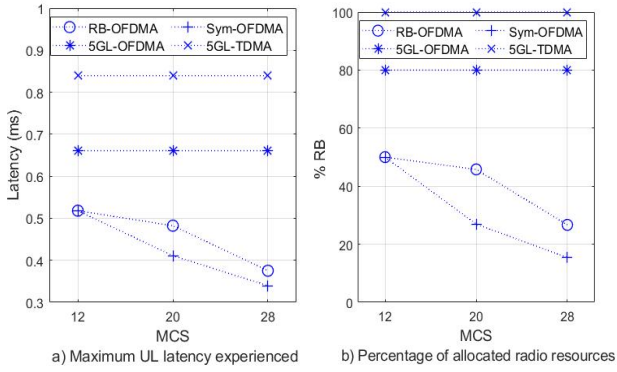 1
0.9
0.8
0.7
0.6
0.5
0.4
0.3
Latency (ms)
RB-OFDMA
Sym-OFDMA
5GL-OFDMA
5GL-TDMA
12
20
28
MCS
a) Maximum UL latency experienced
100
80
60
40
20
0
% RB
RB-OFDMA
Sym-OFDMA
5GL-OFDMA
5GL-TDMA
12
20
28
MCS
b) Percentage of allocated radio resources